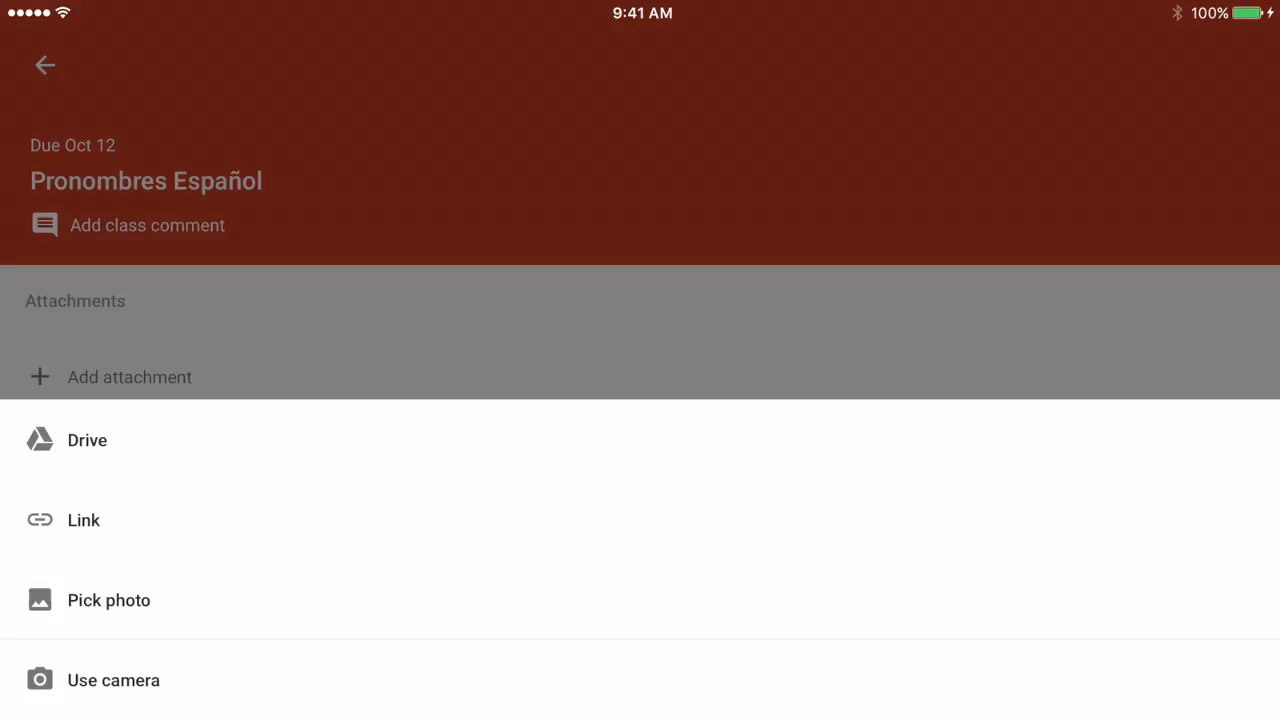 9:41 AM
100%
Due Oct 12
Pronombres Español
Add class comment
Attachments
Add attachment
Drive
Link
Pick photo
Use camera